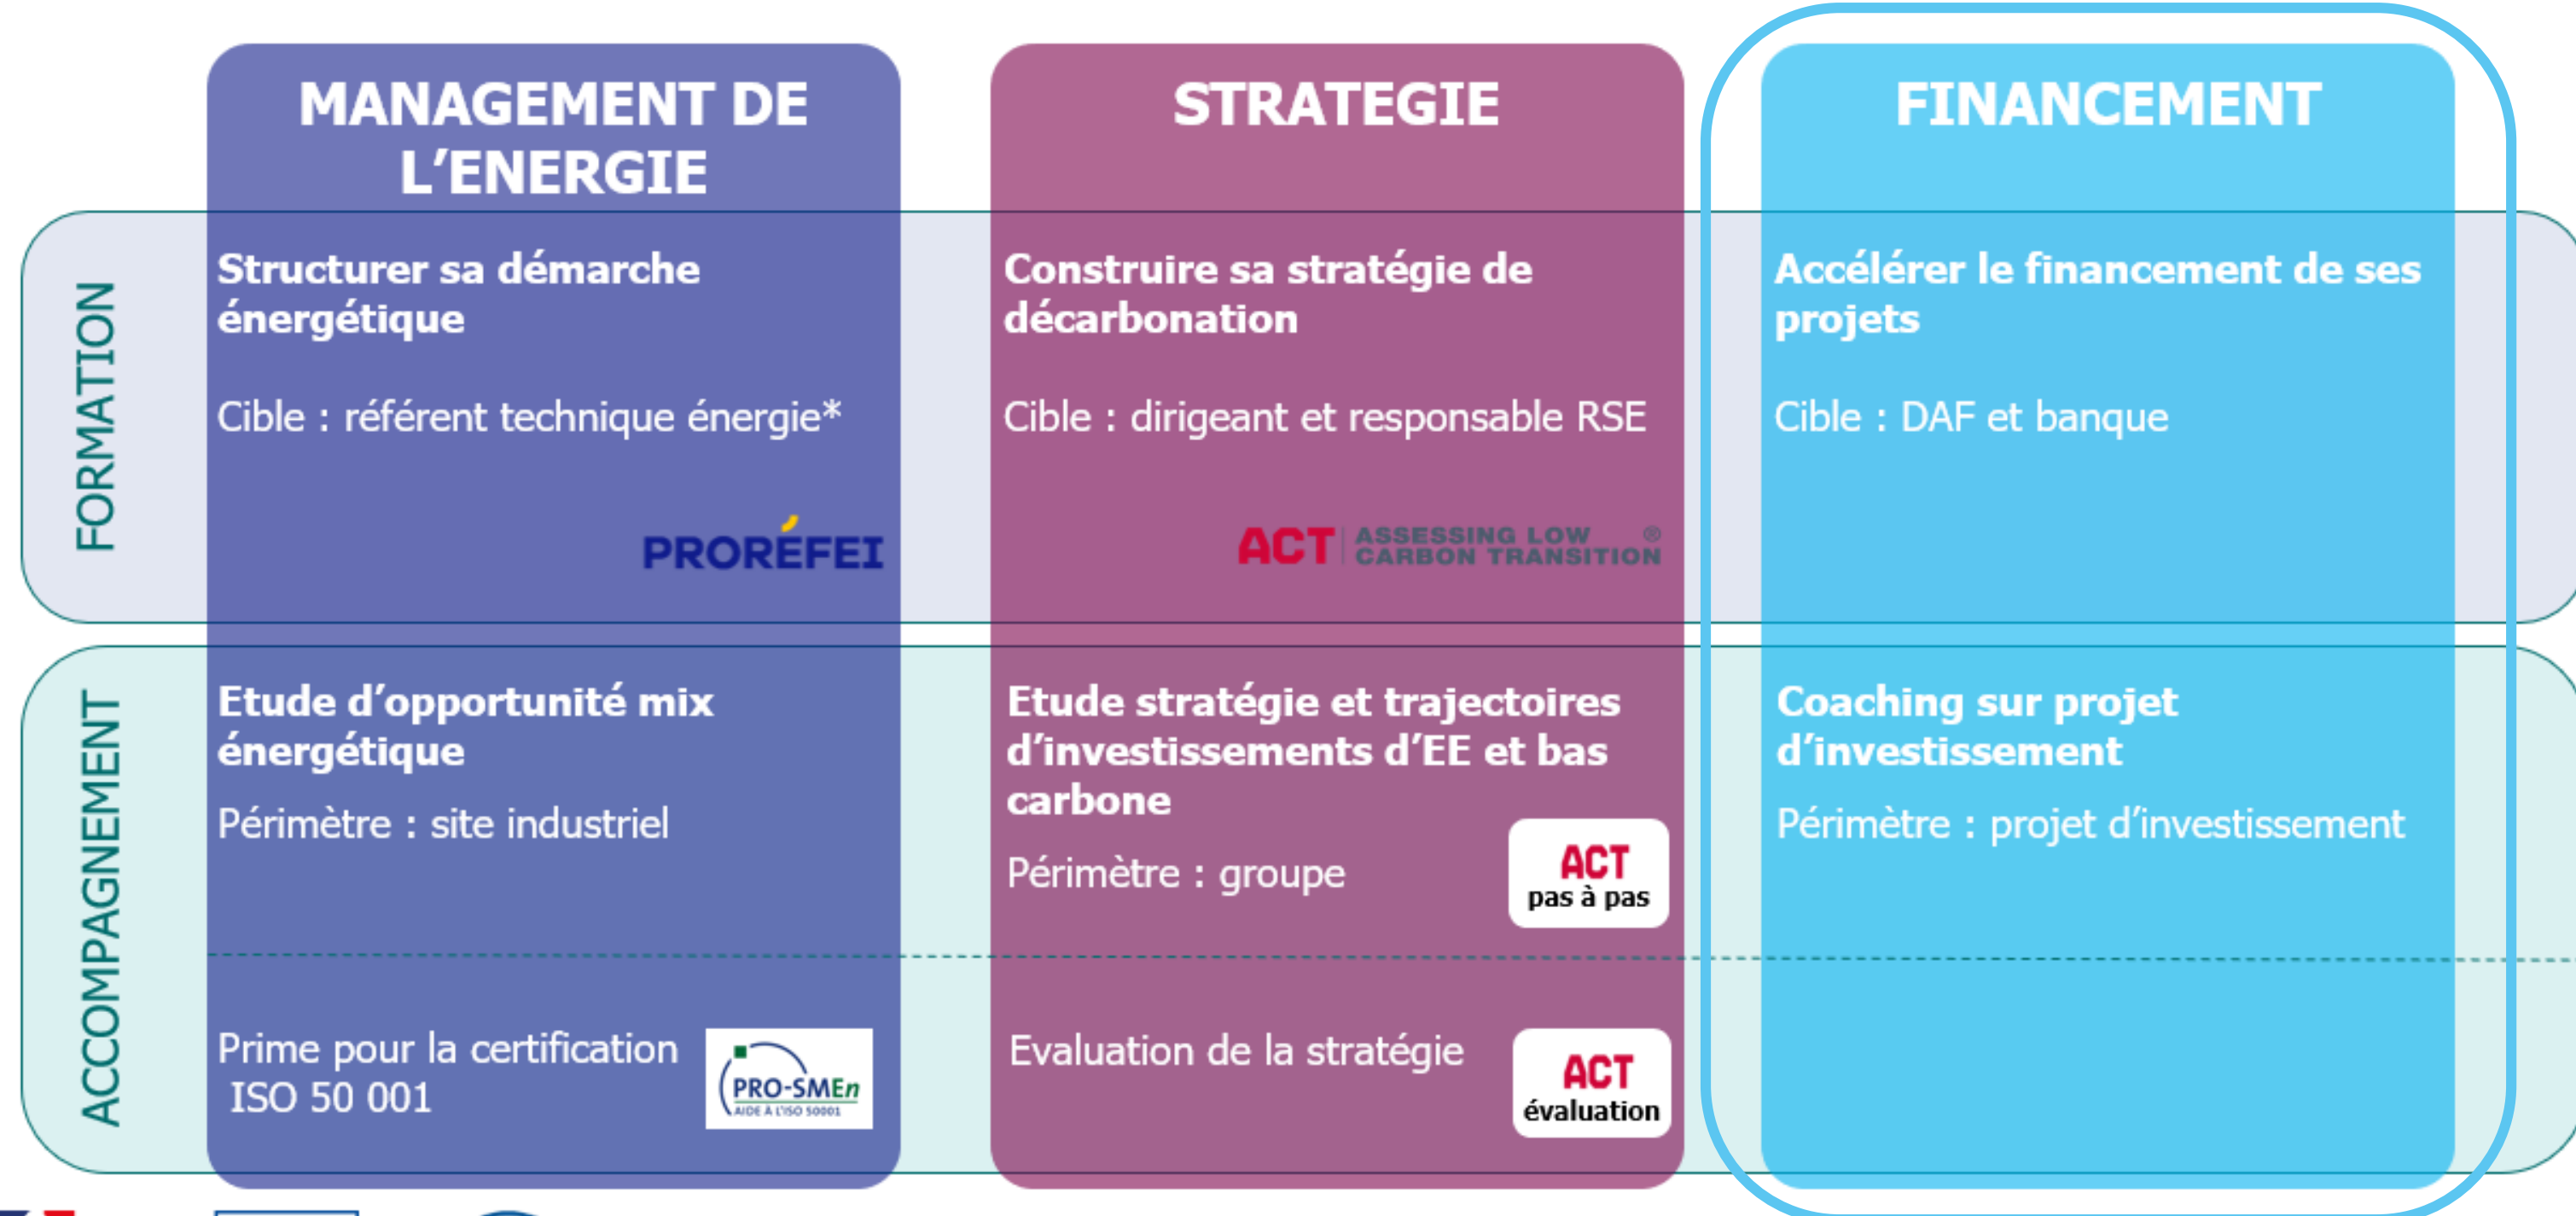 MANAGEMENT DE
L’ENERGIE
STRATEGIE
FINANCEMENT
FORMATION
Structurer sa démarche
énergétique
Cible : référent technique énergie*
PRORÉFEI
Construire sa stratégie de
décarbonation
Cible : dirigeant et responsable RSE
ACT ASSESSING LOW ®
CARBON TRANSITION
Accélérer le financement de ses
projets
Cible : DAF et banque
ACCOMPAGNEMENT
Etude d’opportunité mix
énergétique
Périmètre : site industriel
Prime pour la certification
ISO 50 001
PRO-SMEn
AIDE À L'ISO 50001
Etude stratégie et trajectoires
d’investissements d’EE et bas
carbone
Périmètre : groupe
ACT
pas à pas
Evaluation de la stratégie
ACT
évaluation
Coaching sur projet
d’investissement
Périmètre : projet d’investissement